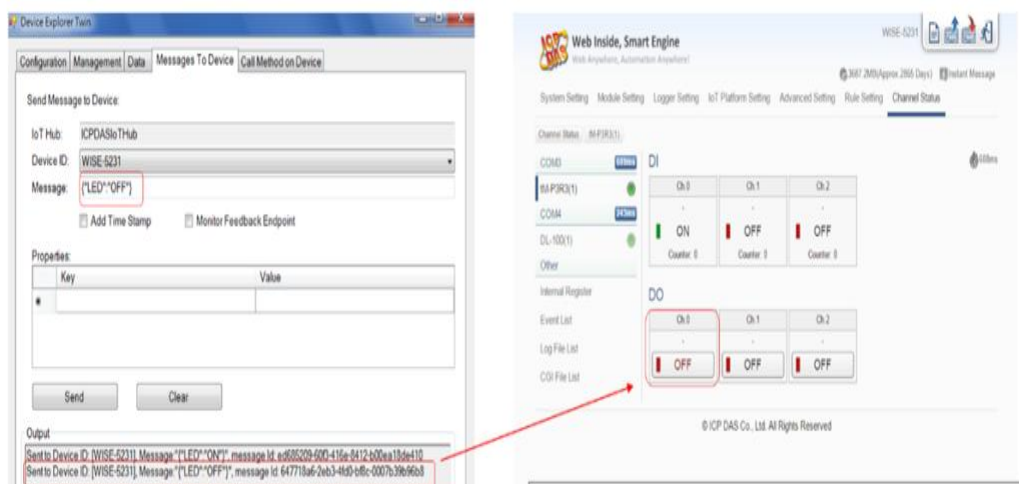 Device Explorer Twin
Configuration Management Data Messages To Device Call Method on Device
Send Message to Device:
IoT Hub: ICPDASIoTHub
Device ID: WISE-5231
Message: {"LED":"OFF"}
Add Time Stamp Monitor Feedback Endpoint
Properties:
Key Value
Send Clear
Output
Sent to Device ID: [WISE-5231], Message:"{"LED":"ON"}", message Id: ed685209-60f0-416e-8412-b00ea18de410
Sent to Device ID: [WISE-5231], Message:"{"LED":"OFF"}", message Id:
ICP DAS
Web Inside, Smart Engine
Web Anywhere, Automation Anywhere!
WISE-5231
3687.2MB(Approx. Days) Instant Message
System Setting Module Setting Logger Setting IoT Platform Setting Advanced Setting Rule Setting Channel Status
Channel Status tM-P3R3(1)
COM3
tM-P3R3(1)
COM4
DL-100(1)
Other
Internal Register
Event List
Log File List
CGI File List
DI
Ch.0 Ch.1 Ch.2
- - -
ON OFF OFF
Counter: 0 Counter: 0 Counter: 0
DO
Ch.0 Ch.1 Ch.2
- - -
OFF OFF OFF
© ICP DAS Co., Ltd. All Rights Reserved